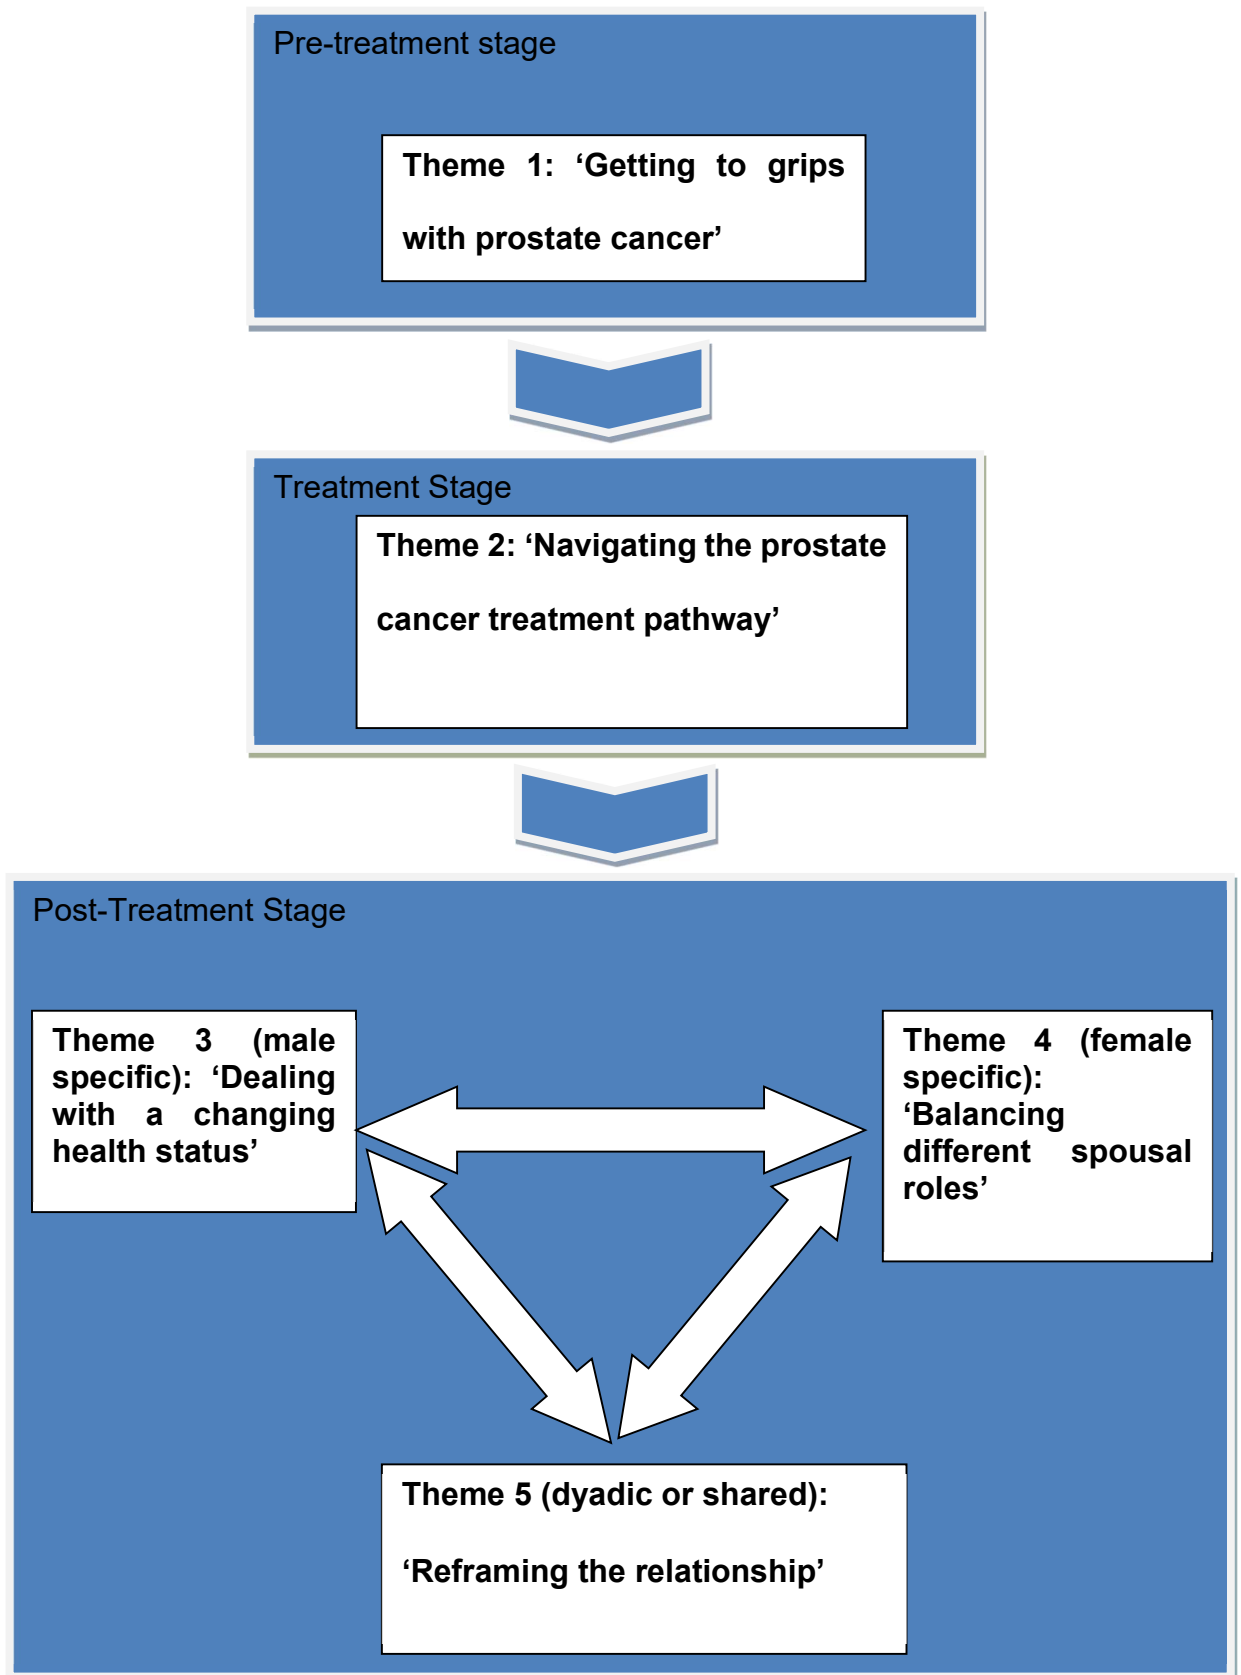 Pre-treatment stage
Theme 1: ‘Getting to grips
with prostate cancer’
Treatment Stage
Theme 2: ‘Navigating the prostate
cancer treatment pathway’
Post-Treatment Stage
Theme 3 (male
specific): ‘Dealing
with a changing
health status’
Theme 4 (female
specific):
‘Balancing
different spousal
roles’
Theme 5 (dyadic or shared):
‘Reframing the relationship’